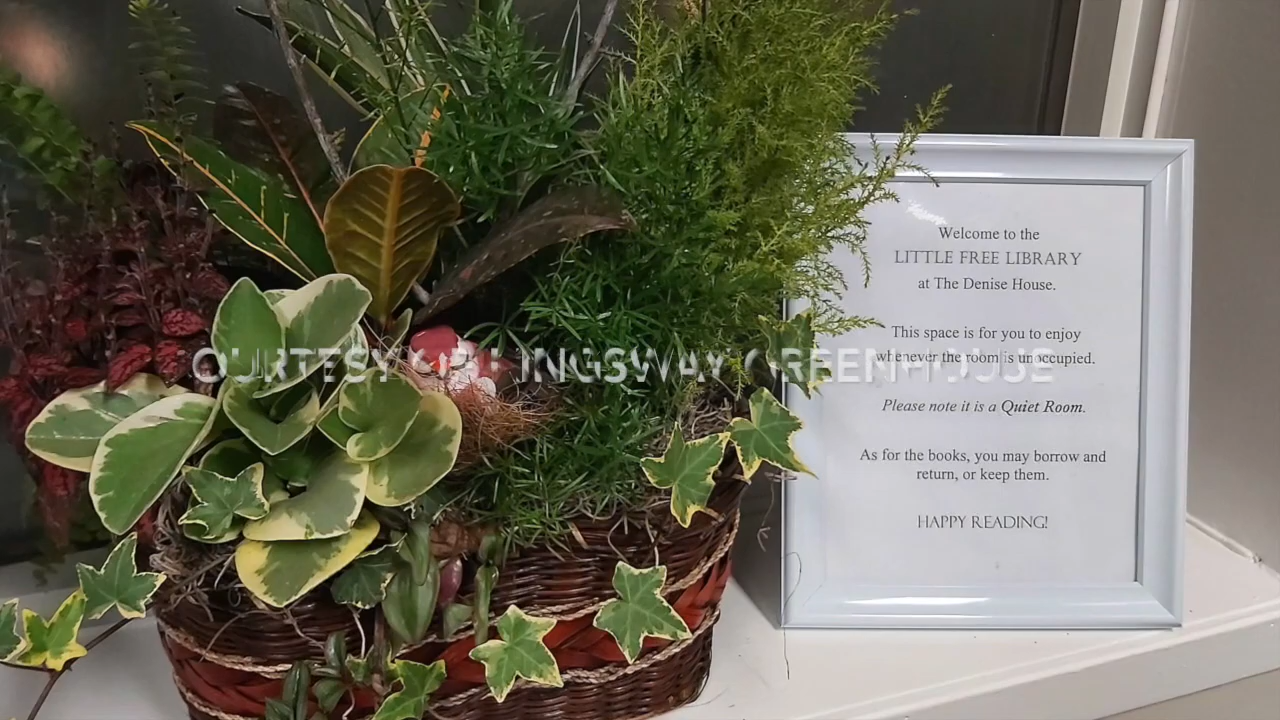 Welcome to the
LITTLE FREE LIBRARY
at The Denise House.
This space is for you to enjoy
whenever the room is unoccupied.
Please note it is a Quiet Room.
As for the books, you may borrow and
return, or keep them.
HAPPY READING!
COURTESY OF KINGSWAY GREENHOUSE